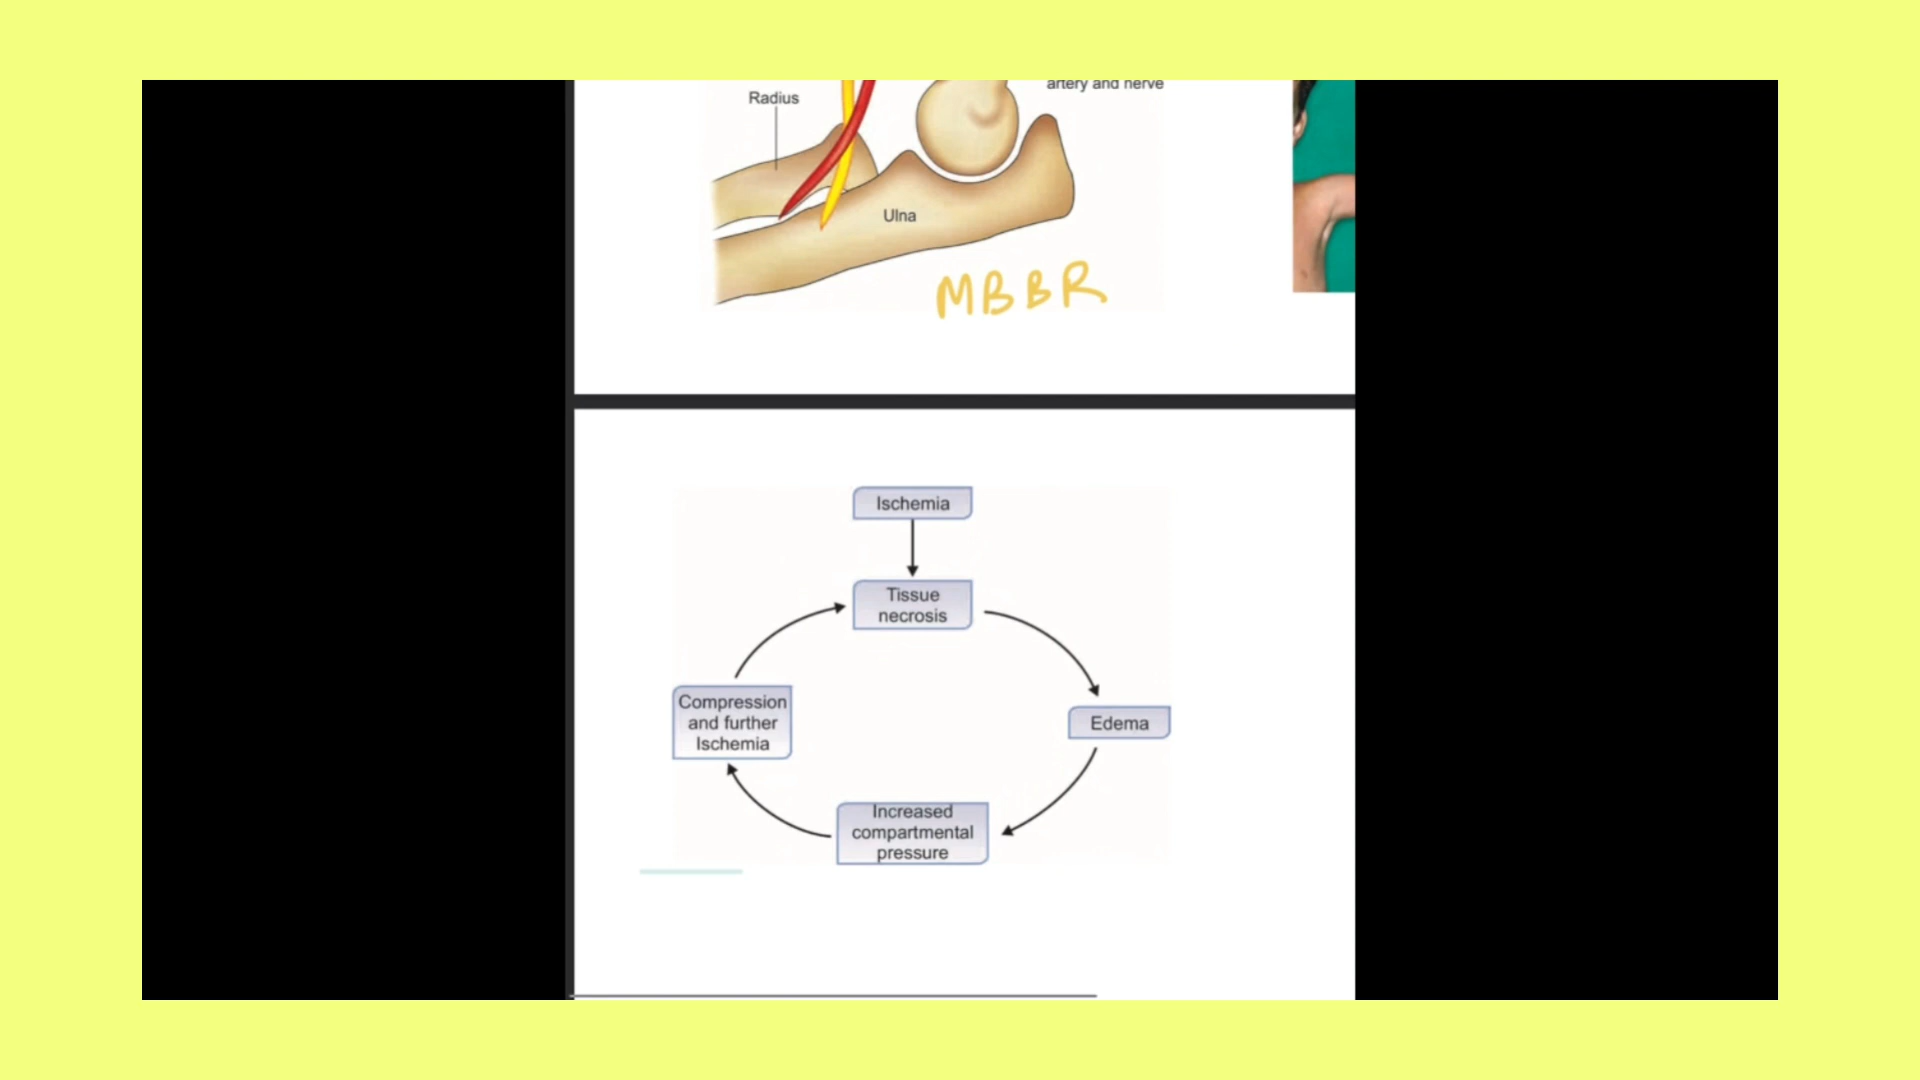 artery and nerve
Radius
Ulna
MBBR
Ischemia
Tissue
necrosis
Edema
Increased
compartmental
pressure
Compression
and further
Ischemia